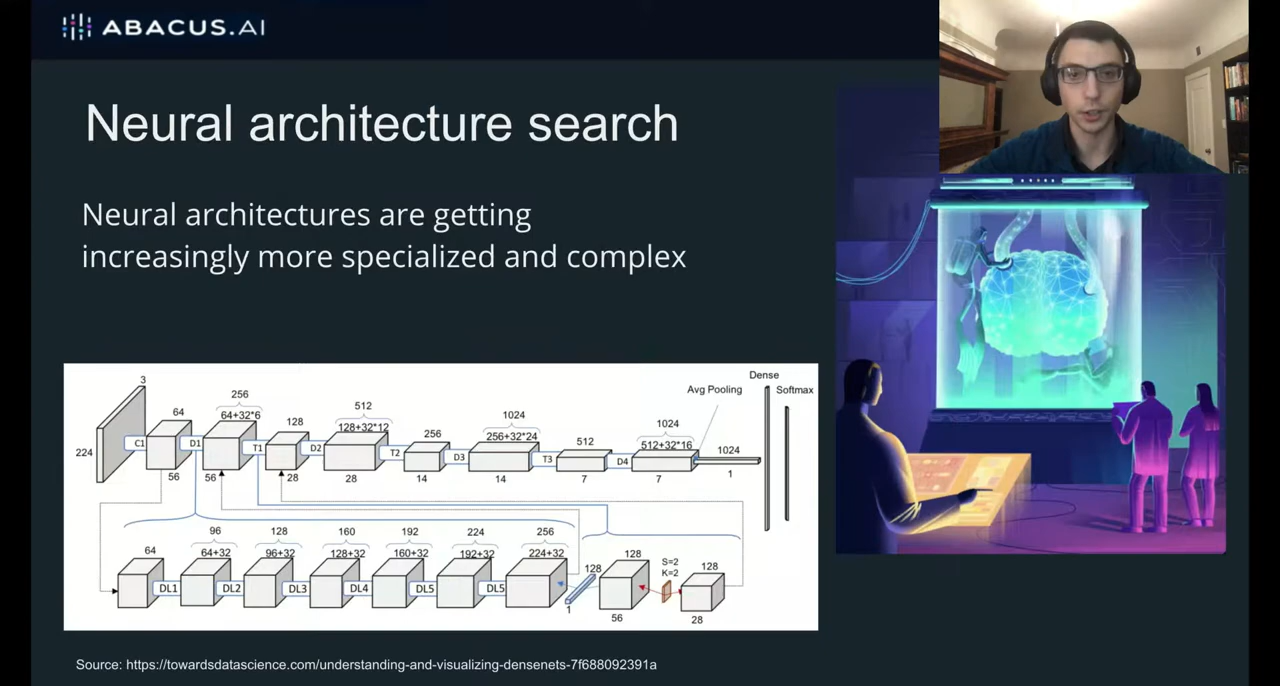 ABACUS.AI
Neural architecture search
Neural architectures are getting
increasingly more specialized and complex
Dense
Softmax
Avg Pooling
3
64
256
64+32*6
128
512
128+32*12
256
1024
256+32*24
512
1024
512+32*16
1024
224
C1
D1
T1
D2
T2
D3
T3
D4
56
56
28
28
14
14
7
7
1
64
96
64+32
128
96+32
160
128+32
192
160+32
224
192+32
256
224+32
128
128
S=2
K=2
128
DL1
DL2
DL3
DL4
DL5
DL5
1
56
28
Source: https://towardsdatascience.com/understanding-and-visualizing-densenets-7f688092391a